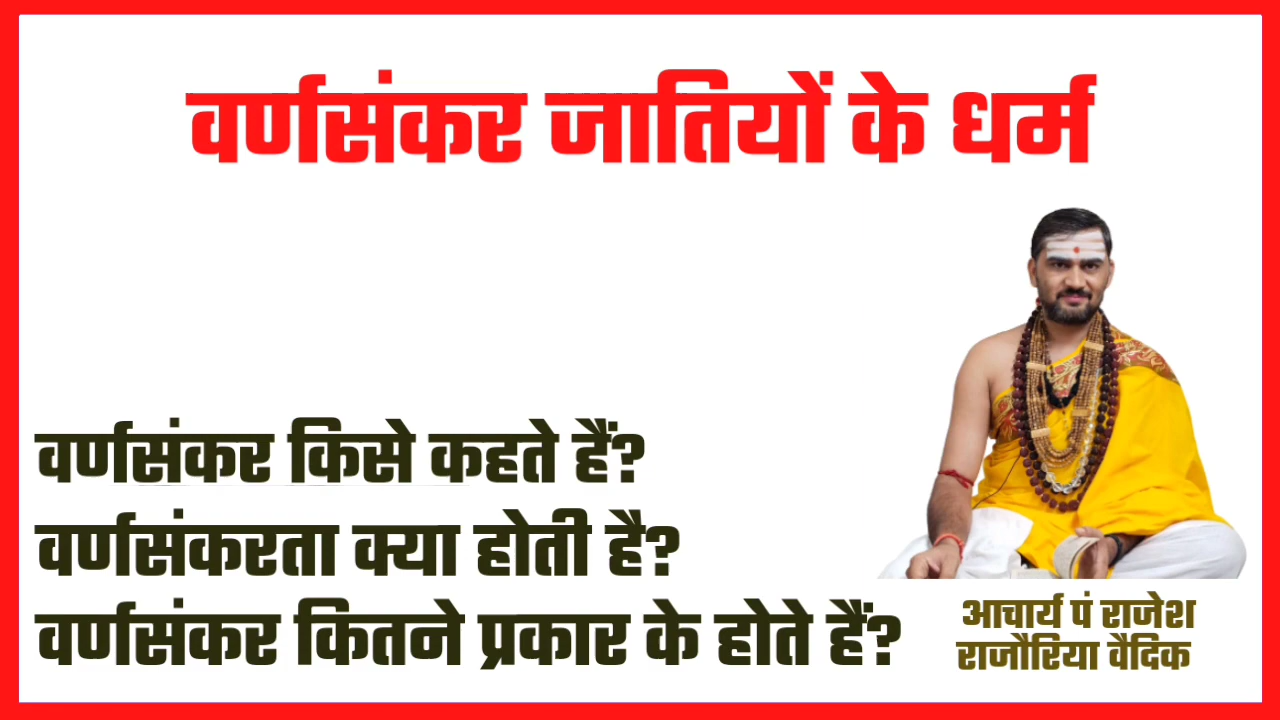 वर्णसंकर जातियों के धर्म
वर्णसंकर किसे कहते हैं?
वर्णसंकरता क्या होती है?
वर्णसंकर कितने प्रकार के होते हैं?
आचार्य पं राजेश
राजौरिया वैदिक